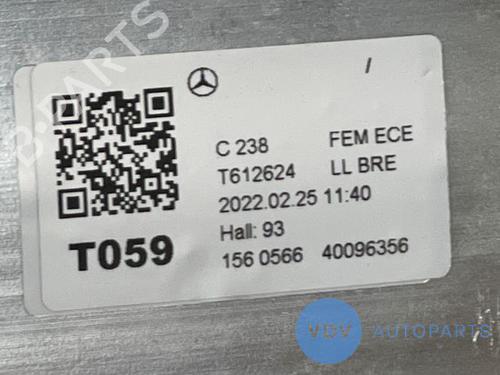 /
C 238 FEM ECE
T612624 LL BRE
2022.02.25 11:40
Hall: 93
T059
156 0566 40096356
B-PARTS
VDV AUTOPARTS